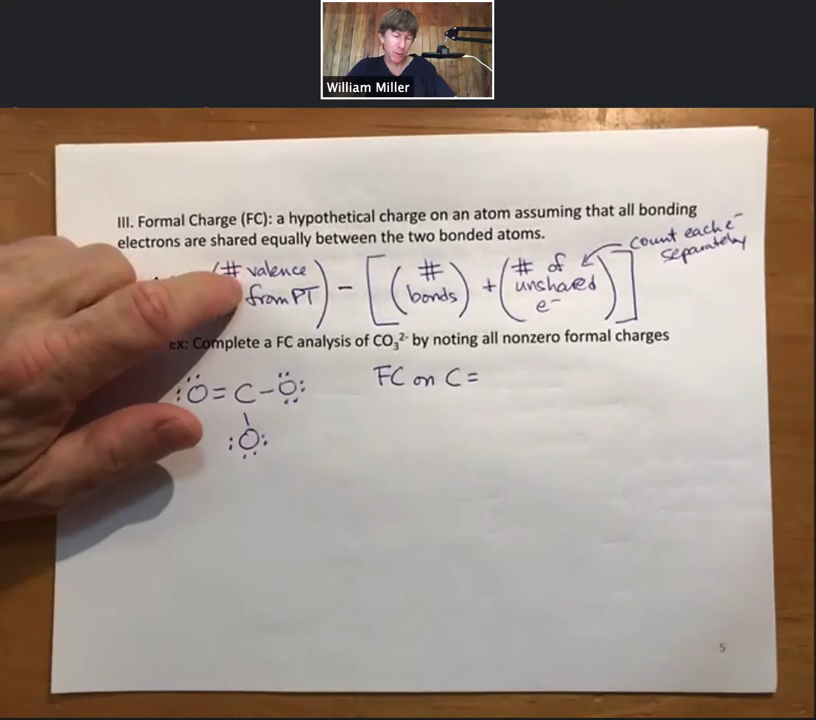 William Miller
III. Formal Charge (FC): a hypothetical charge on an atom assuming that all bonding
electrons are shared equally between the two bonded atoms.
count each e-
separately
(# valence from PT) - [(# bonds) + (# of unshared e-)]
ex: Complete a FC analysis of CO₃²⁻ by noting all nonzero formal charges
:Ö=C-Ö: FC on C =
:O:
5